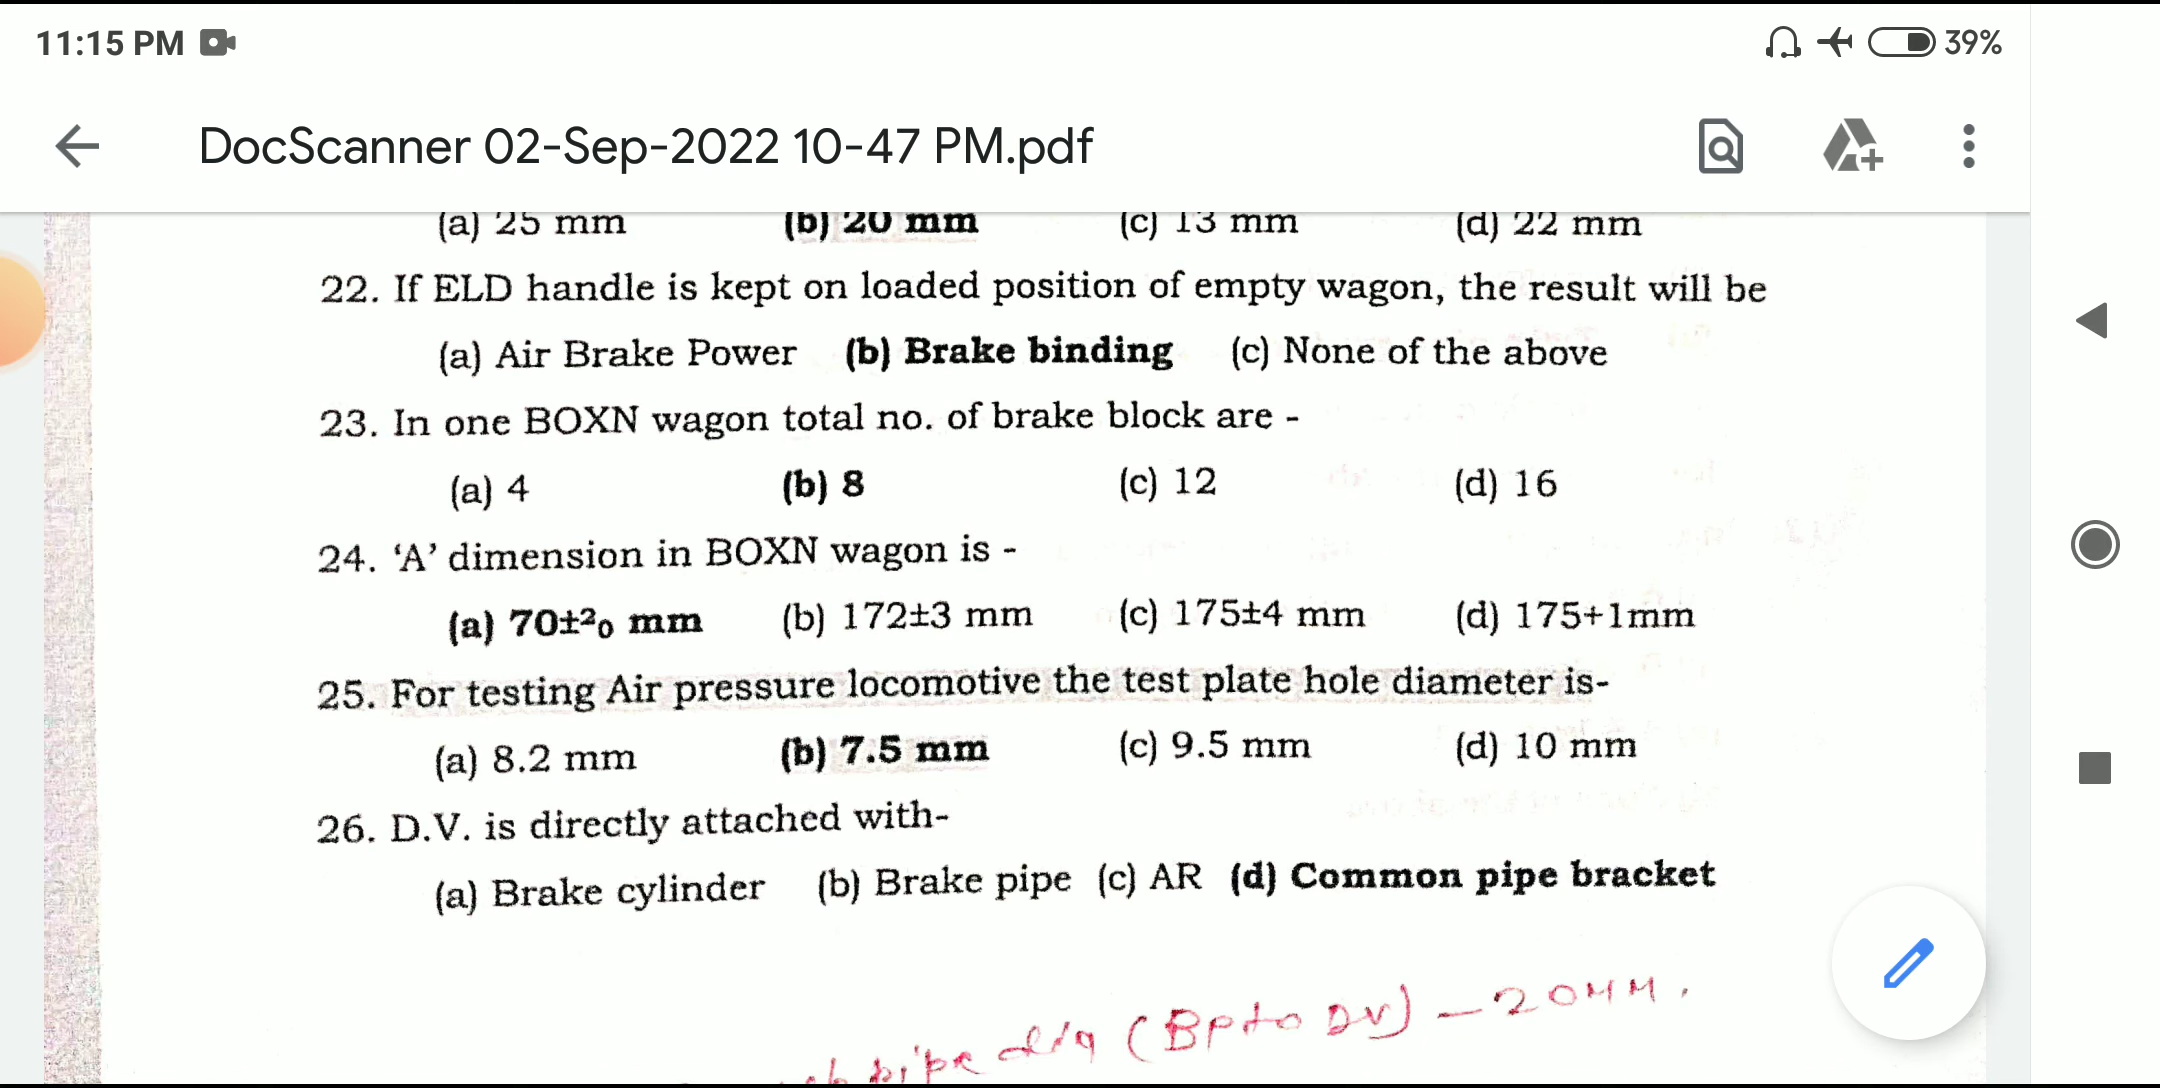 11:15 PM 39%
DocScanner 02-Sep-2022 10-47 PM.pdf
(a) 25 mm (b) 20 mm (c) 13 mm (d) 22 mm
22. If ELD handle is kept on loaded position of empty wagon, the result will be
(a) Air Brake Power (b) Brake binding (c) None of the above
23. In one BOXN wagon total no. of brake block are -
(a) 4 (b) 8 (c) 12 (d) 16
24. ‘A’ dimension in BOXN wagon is -
(a) 70±²₀ mm (b) 172±3 mm (c) 175±4 mm (d) 175+1mm
25. For testing Air pressure locomotive the test plate hole diameter is-
(a) 8.2 mm (b) 7.5 mm (c) 9.5 mm (d) 10 mm
26. D.V. is directly attached with-
(a) Brake cylinder (b) Brake pipe (c) AR (d) Common pipe bracket
pipe dia (Bp to DV) - 20MM.